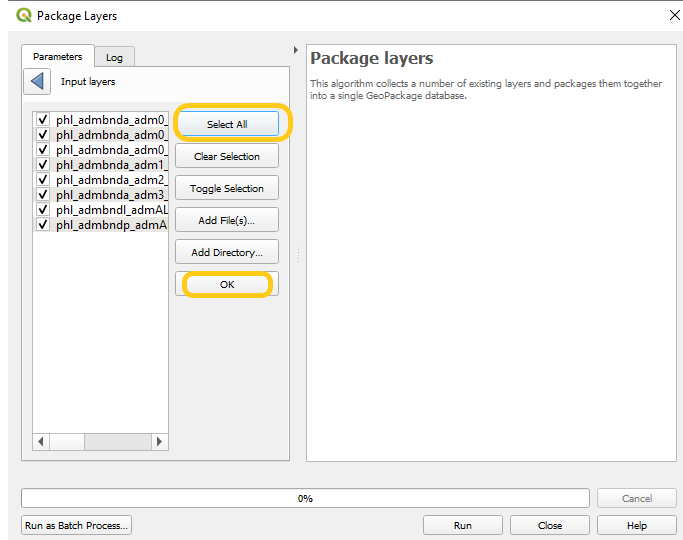 Package Layers
Parameters
Log
Input layers
phl_admbnda_adm0_
phl_admbnda_adm0_
phl_admbnda_adm0_
phl_admbnda_adm1_
phl_admbnda_adm2_
phl_admbnda_adm3_
phl_admbndl_admAL
phl_admbndp_admA
Select All
Clear Selection
Toggle Selection
Add File(s)...
Add Directory...
OK
Package layers
This algorithm collects a number of existing layers and packages them together
into a single GeoPackage database.
0%
Cancel
Run as Batch Process...
Run
Close
Help